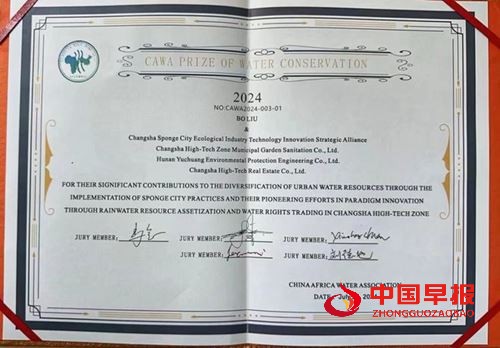 CAWA PRIZE OF WATER CONSERVATION
2024
NO:CAWA2024-003-01
BO LIU
&
Changsha Sponge City Ecological Industry Technology Innovation Strategic Alliance
Changsha High-Tech Zone Municipal Garden Sanitation Co., Ltd.
Hunan Yuchuang Environmental Protection Engineering Co., Ltd.
Changsha High-Tech Real Estate Co., Ltd.
FOR THEIR SIGNIFICANT CONTRIBUTIONS TO THE DIVERSIFICATION OF URBAN WATER RESOURCES THROUGH THE
IMPLEMENTATION OF SPONGE CITY PRACTICES AND THEIR PIONEERING EFFORTS IN PARADIGM INNOVATION
THROUGH RAINWATER RESOURCE ASSETIZATION AND WATER RIGHTS TRADING IN CHANGSHA HIGH-TECH ZONE
JURY MEMBER: JURY MEMBER: JURY MEMBER:
JURY MEMBER: JURY MEMBER:
CHINA AFRICA WATER ASSOCIATION
DATE:
中国早报
ZHONGGUOZAOBAO